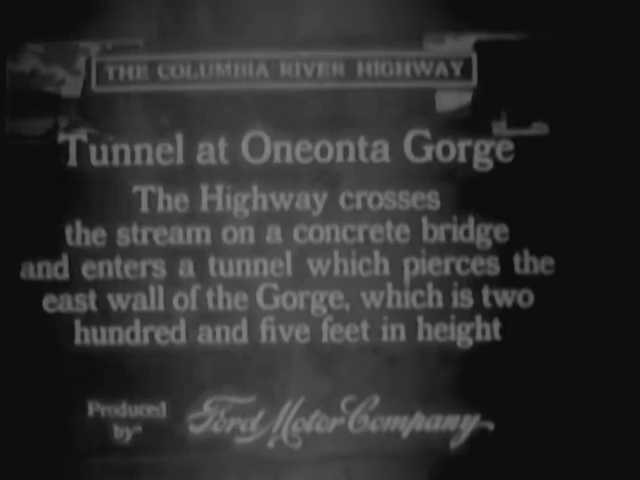 THE COLUMBIA RIVER HIGHWAY
Tunnel at Oneonta Gorge
The Highway crosses
the stream on a concrete bridge
and enters a tunnel which pierces the
east wall of the Gorge, which is two
hundred and five feet in height
Produced
by
Ford Motor Company